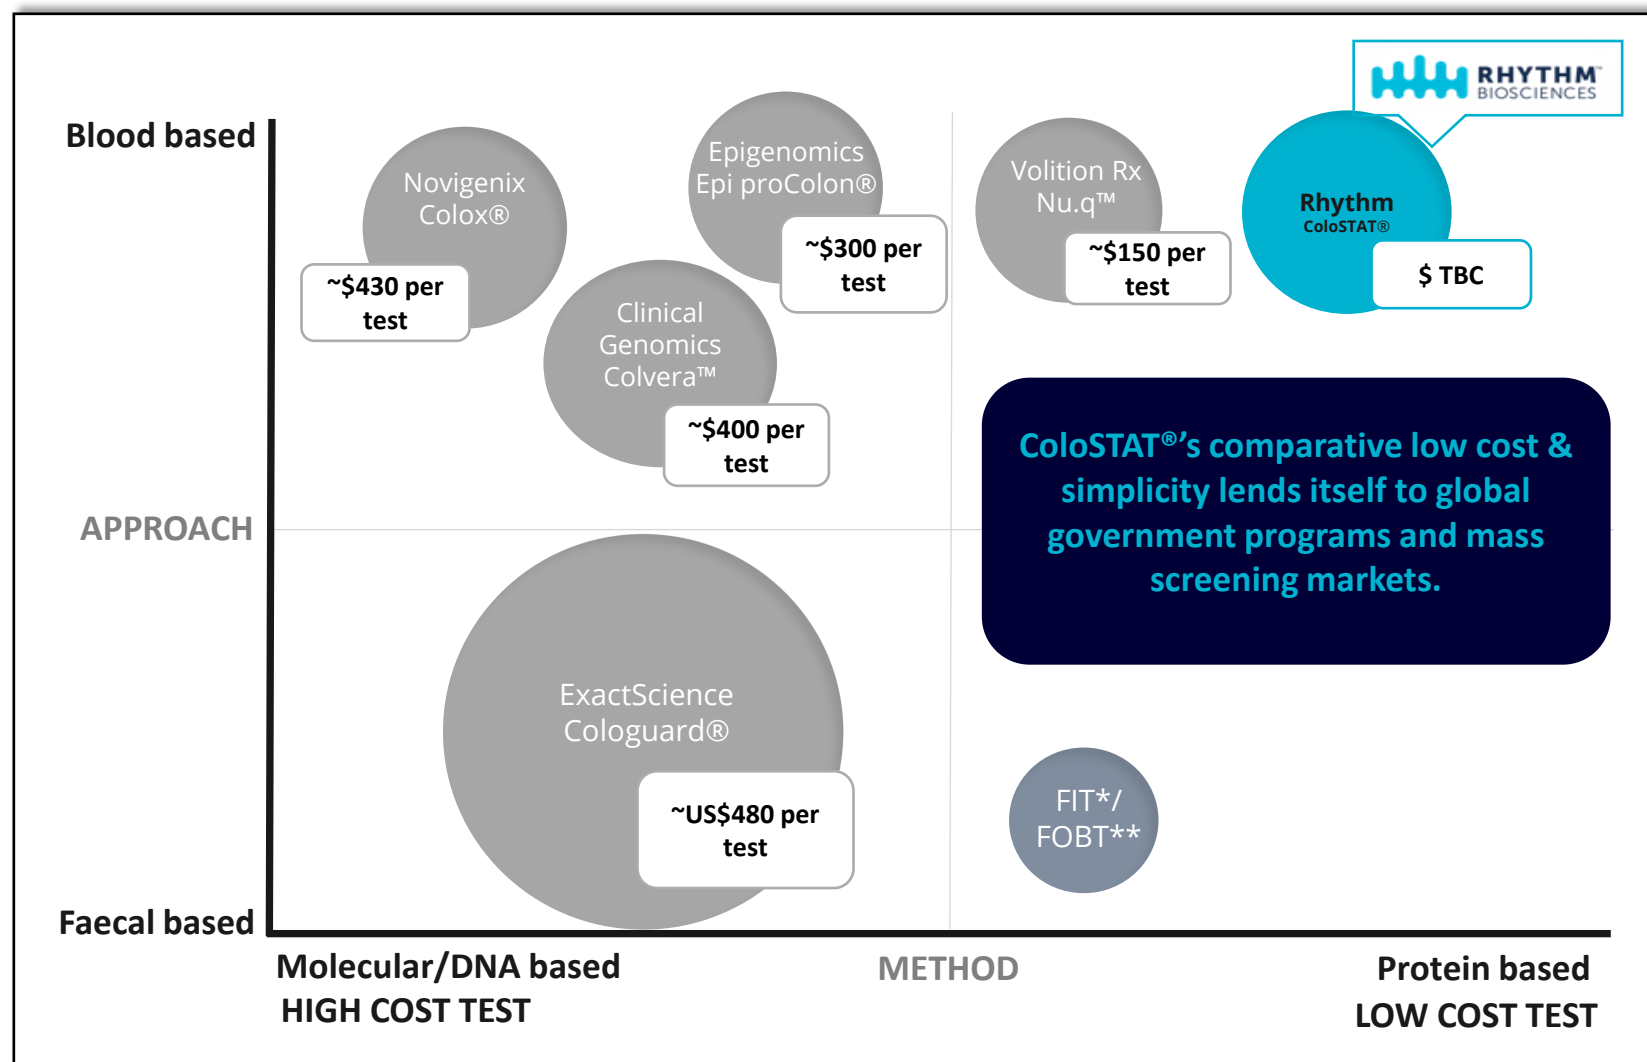 RHYTHM™
BIOSCIENCES
Blood based
Novigenix
Colox®
~$430 per
test
Epigenomics
Epi proColon®
~$300 per
test
Volition Rx
Nu.q™
~$150 per
test
Rhythm
ColoSTAT®
$ TBC
Clinical
Genomics
Colvera™
~$400 per
test
ColoSTAT®’s comparative low cost &
simplicity lends itself to global
government programs and mass
screening markets.
APPROACH
ExactScience
Cologuard®
~US$480 per
test
FIT*/
FOBT**
Faecal based
Molecular/DNA based
HIGH COST TEST
METHOD
Protein based
LOW COST TEST